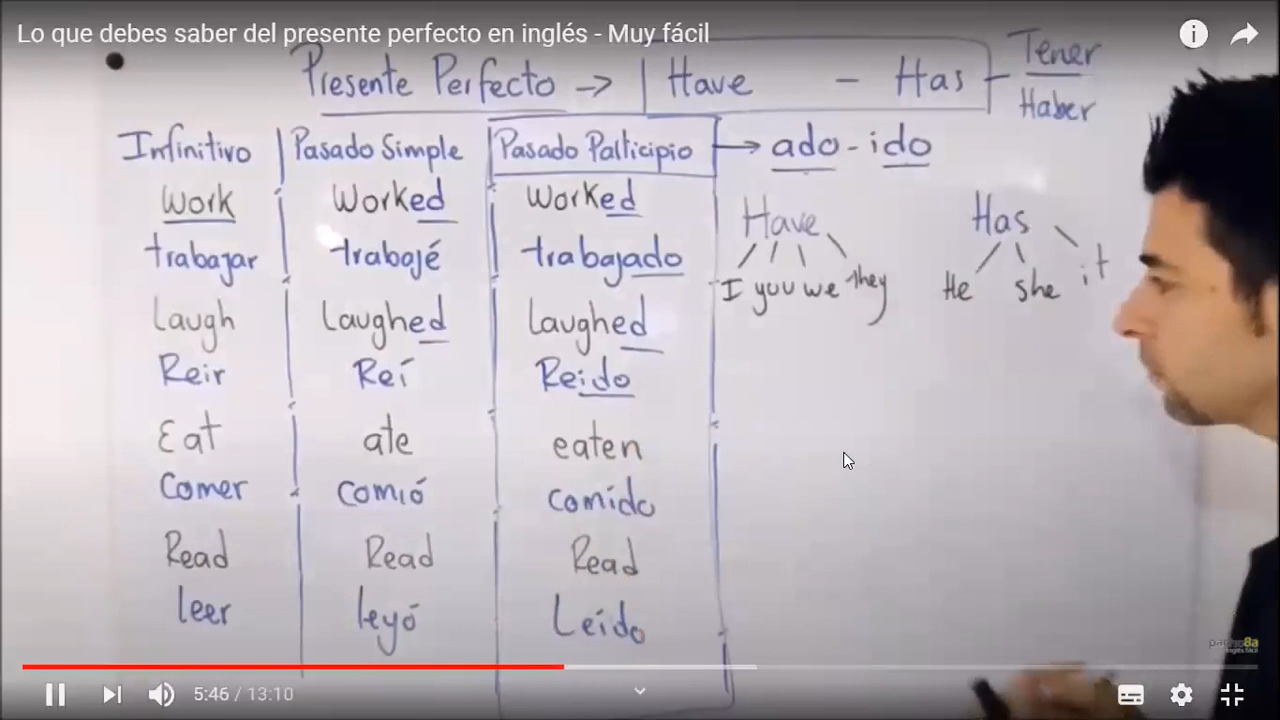 Lo que debes saber del presente perfecto en inglés - Muy fácil
Presente Perfecto → Have - Has Tener
Haber
Infinitivo Pasado Simple Pasado Participio → ado - ido
Work Worked Worked
Have Has
trabajar trabajé trabajado
I you we they He she it
Laugh Laughed Laughed
Reir Reí Reido
Eat ate eaten
Comer comió comido
Read Read Read
leer leyó Leído
5:46 / 13:10